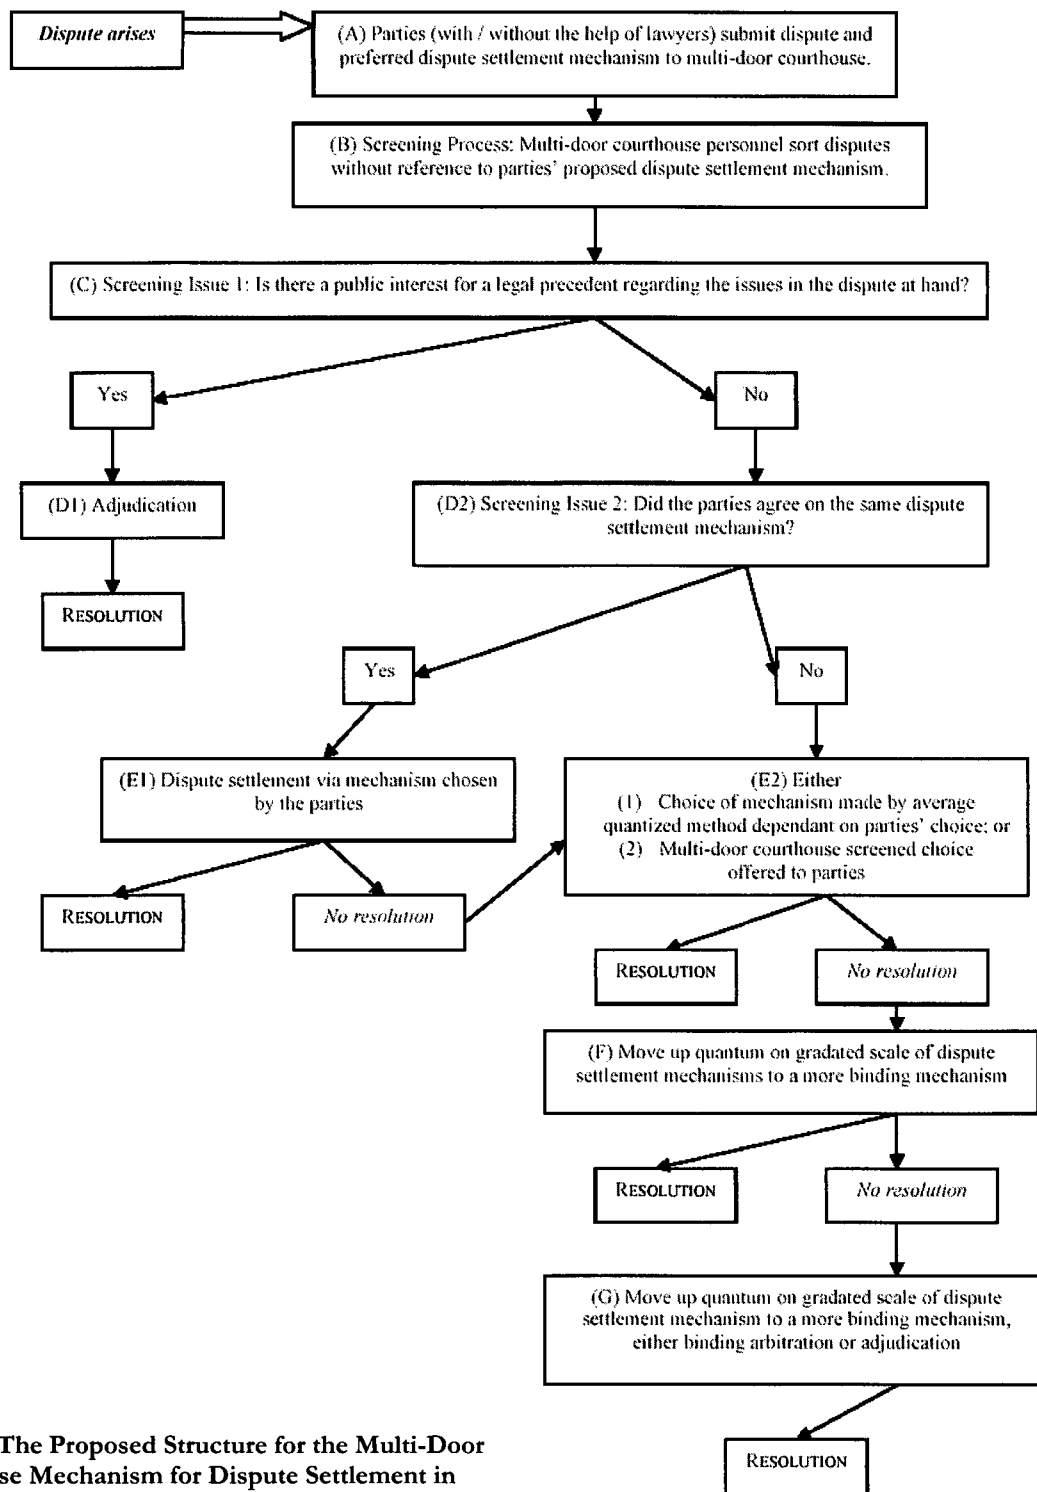 Dispute arises
(A) Parties (with / without the help of lawyers) submit dispute and
preferred dispute settlement mechanism to multi-door courthouse.
(B) Screening Process: Multi-door courthouse personnel sort disputes
without reference to parties' proposed dispute settlement mechanism.
(C) Screening Issue 1: Is there a public interest for a legal precedent regarding the issues in the dispute at hand?
Yes
No
(D1) Adjudication
(D2) Screening Issue 2: Did the parties agree on the same dispute
settlement mechanism?
RESOLUTION
Yes
No
(E1) Dispute settlement via mechanism chosen
by the parties
(E2) Either
(1) Choice of mechanism made by average
quantized method dependant on parties' choice; or
(2) Multi-door courthouse screened choice
offered to parties
RESOLUTION
No resolution
RESOLUTION
No resolution
(F) Move up quantum on gradated scale of dispute
settlement mechanisms to a more binding mechanism
RESOLUTION
No resolution
(G) Move up quantum on gradated scale of dispute
settlement mechanism to a more binding mechanism,
either binding arbitration or adjudication
RESOLUTION
The Proposed Structure for the Multi-Door
se Mechanism for Dispute Settlement in